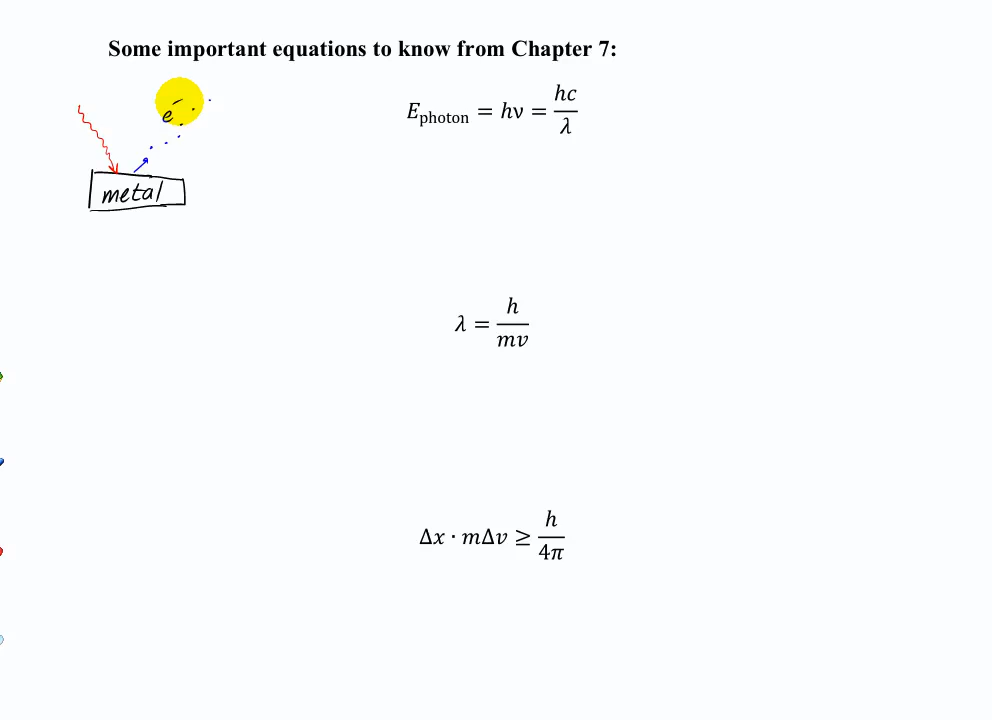 Some important equations to know from Chapter 7:
e⁻
metal
E_photon = hν = hc/λ
λ = h/mv
Δx · mΔv ≥ h/4π